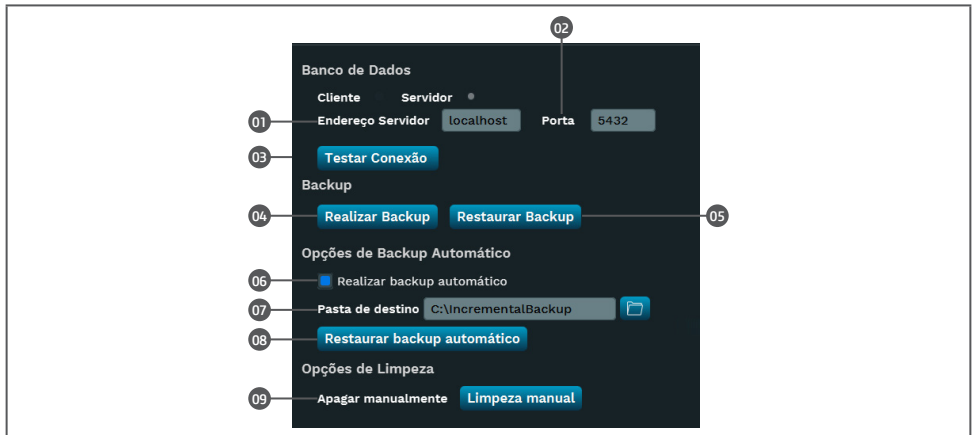 02
Banco de Dados
Cliente Servidor
01 Endereço Servidor localhost Porta 5432
03 Testar Conexão
Backup
04 Realizar Backup Restaurar Backup 05
Opções de Backup Automático
06 Realizar backup automático
07 Pasta de destino C:\IncrementalBackup
08 Restaurar backup automático
Opções de Limpeza
09 Apagar manualmente Limpeza manual